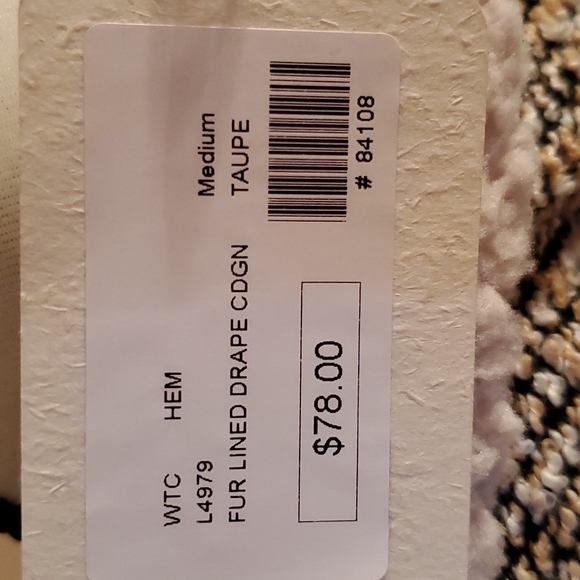 WTC HEM
L4979 Medium
FUR LINED DRAPE CDGN TAUPE
$78.00
# 84108